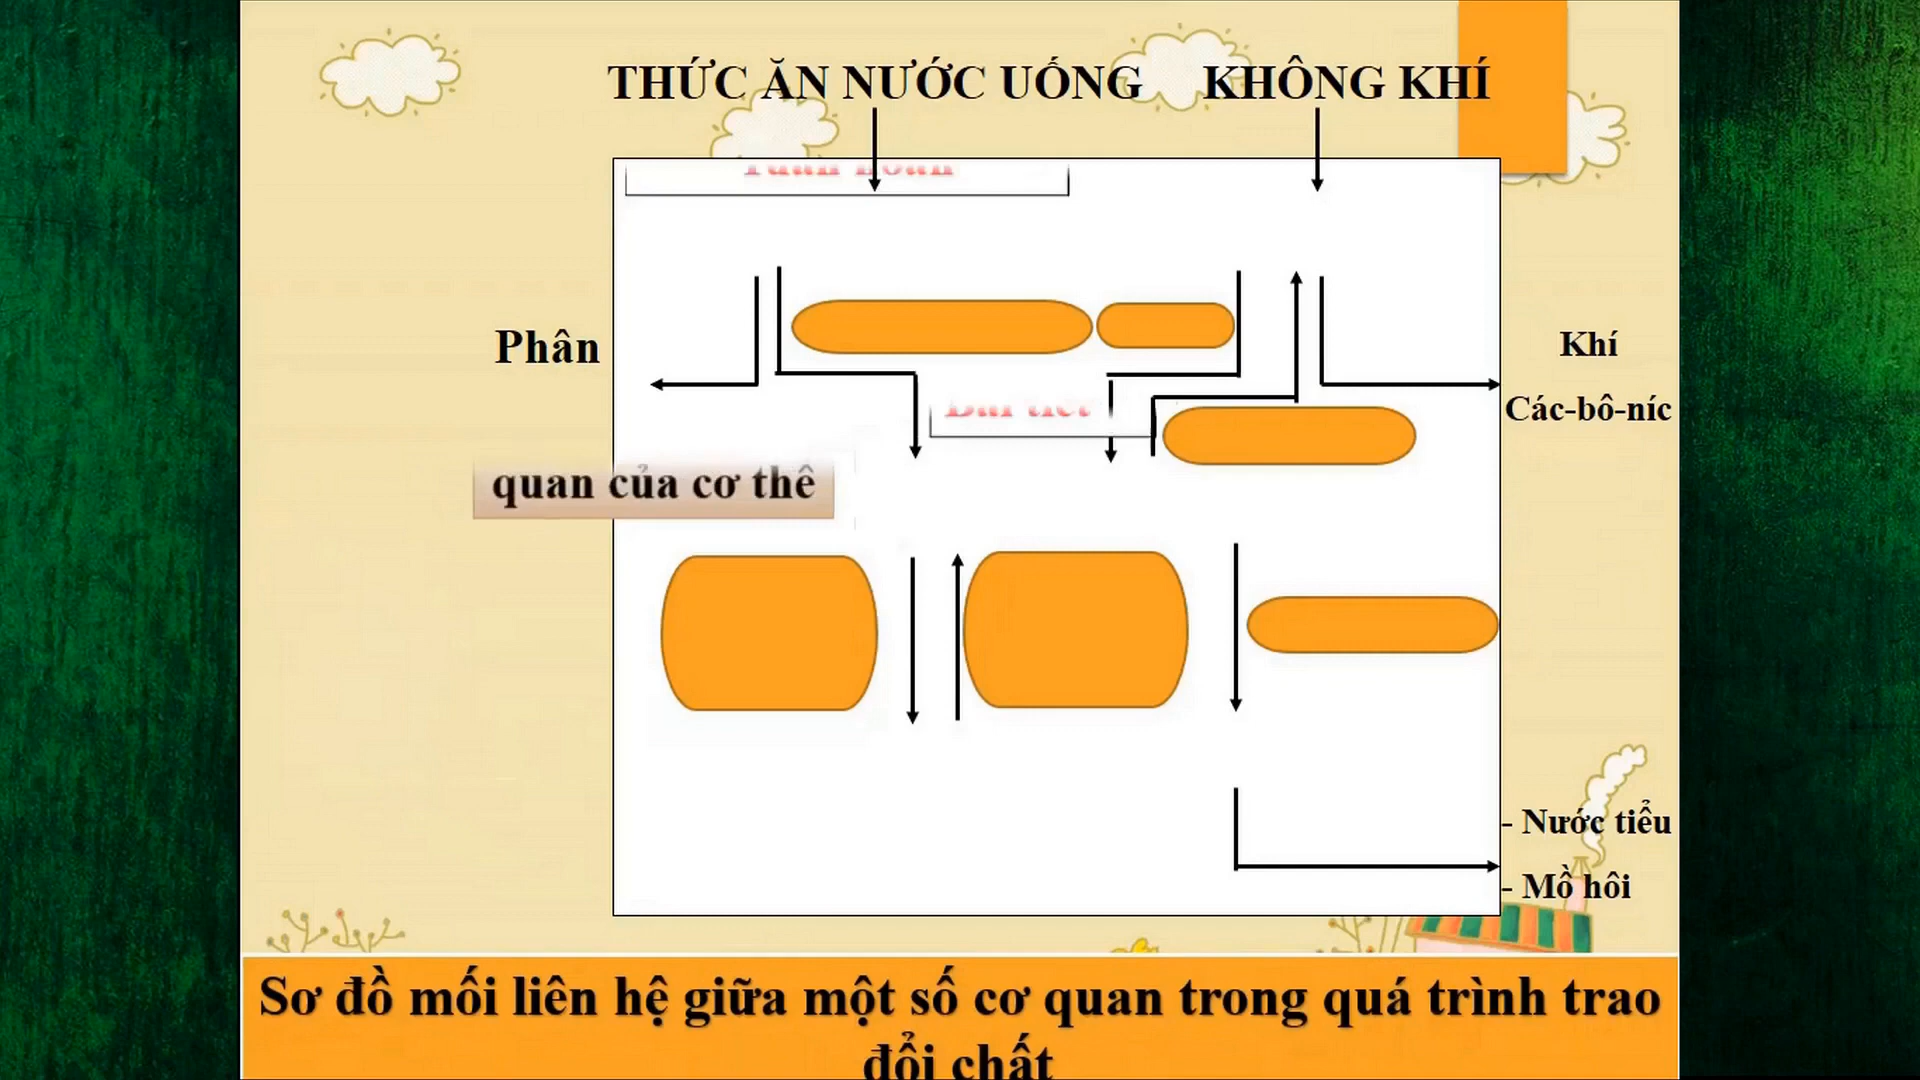 THỨC ĂN NƯỚC UỐNG KHÔNG KHÍ
Phân
Khí
Các-bô-níc
quan của cơ thể
- Nước tiểu
- Mồ hôi
Sơ đồ mối liên hệ giữa một số cơ quan trong quá trình trao
đổi chất